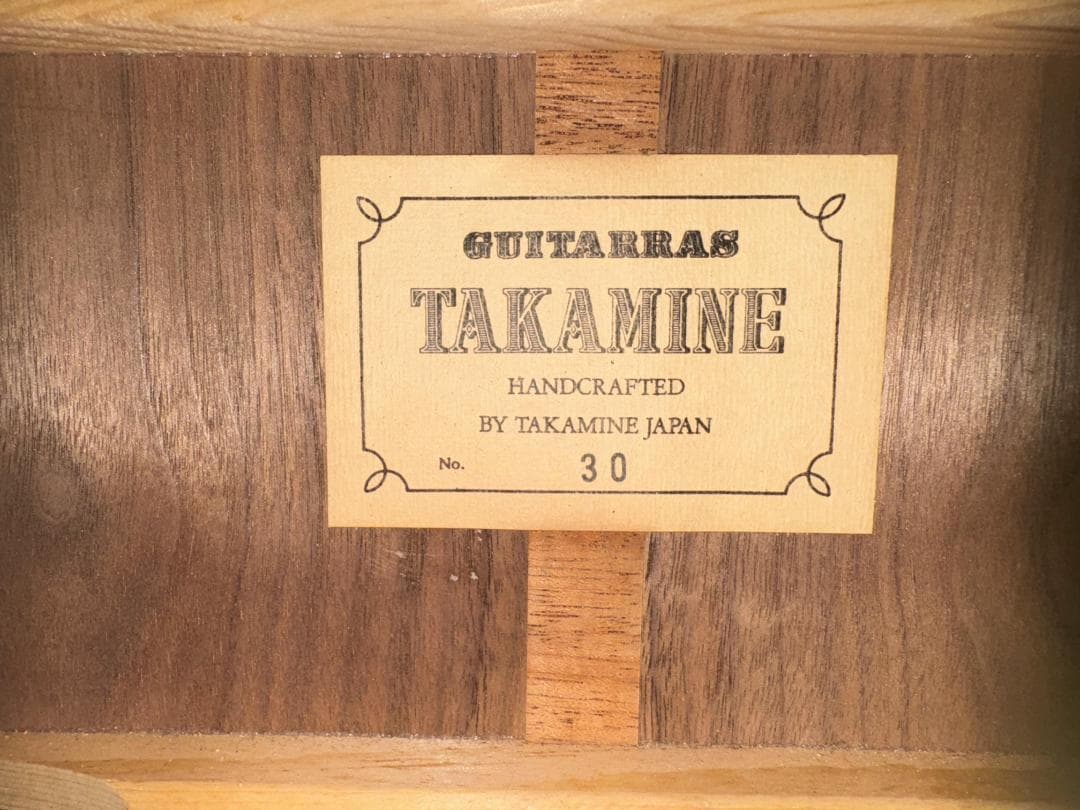 GUITARRAS
TAKAMINE
HANDCRAFTED
BY TAKAMINE JAPAN
No. 30